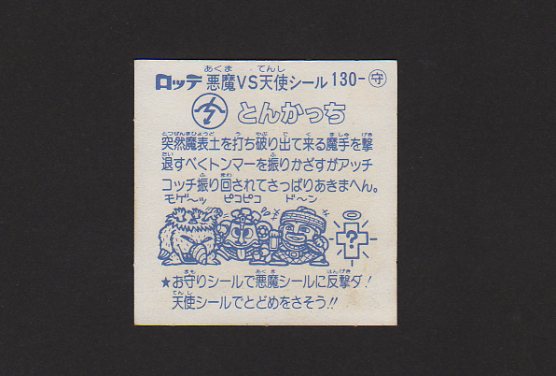 ロッテ 悪魔VS天使シール 130-守
とんかっち
突然魔表土を打ち破り出て来る魔手を撃
退すべくトンマーを振りかざすがアッチ
コッチ振り回されてさっぱりあきまへん。
モゲ〜ッ ピコピコ ド〜ン
?
★お守りシールで悪魔シールに反撃ダ!
天使シールでとどめをさそう!!